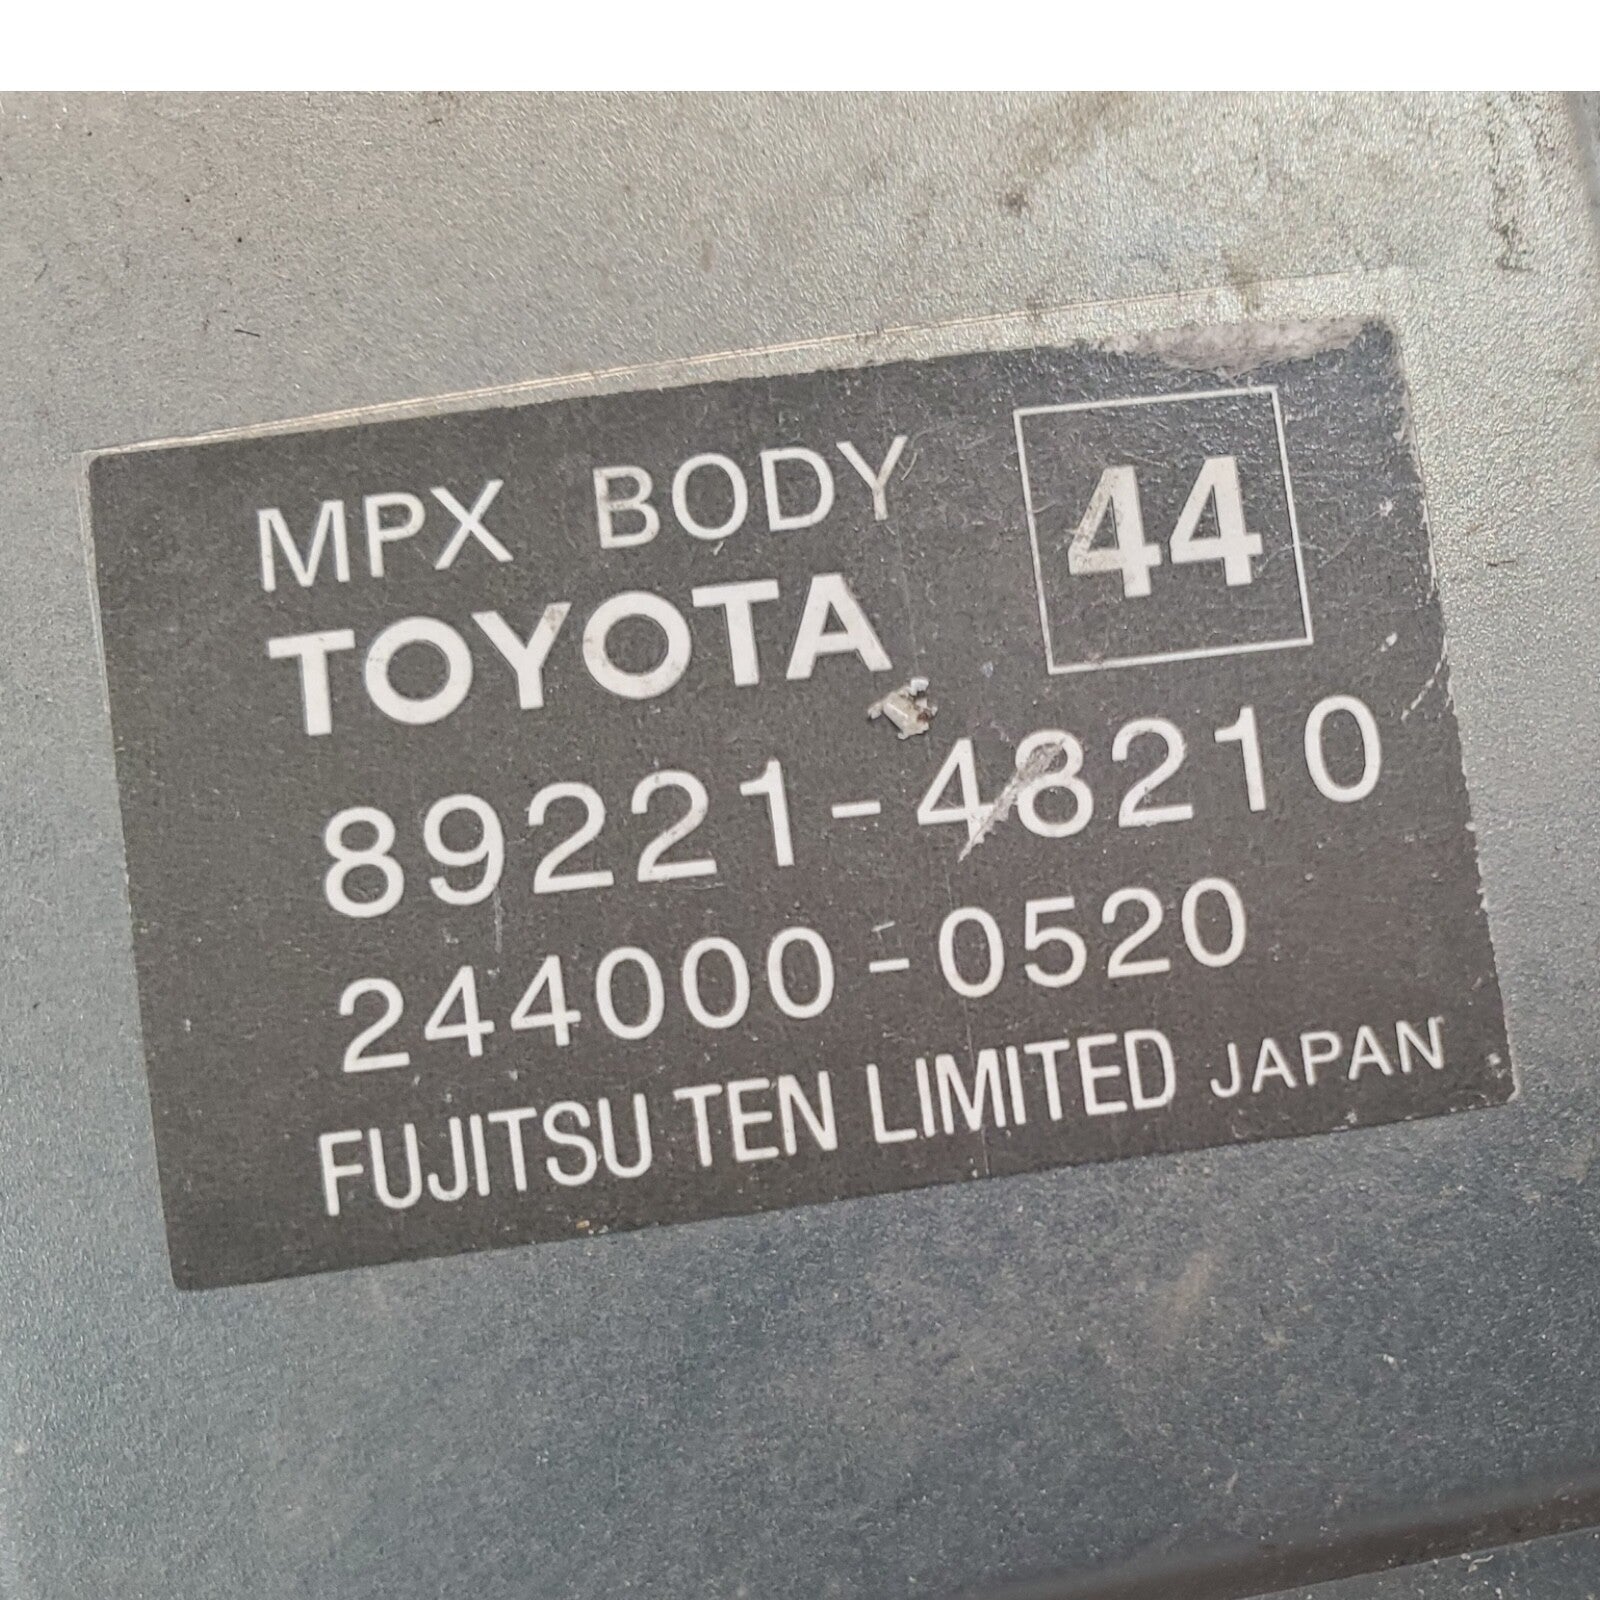 MPX BODY
44
TOYOTA
89221-48210
244000-0520
FUJITSU TEN LIMITED JAPAN